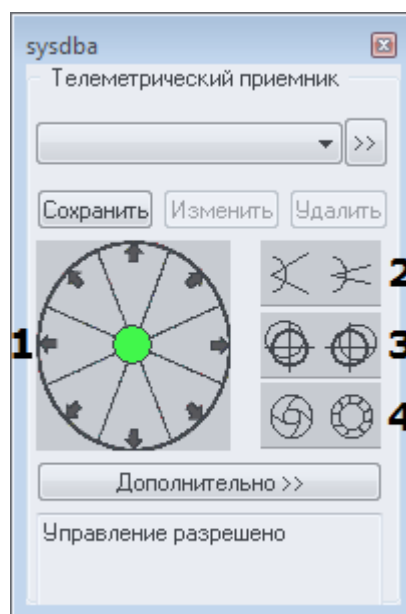 sysdba
Телеметрический приемник
>>
Сохранить Изменить Удалить
1
2
3
4
Дополнительно >>
Управление разрешено